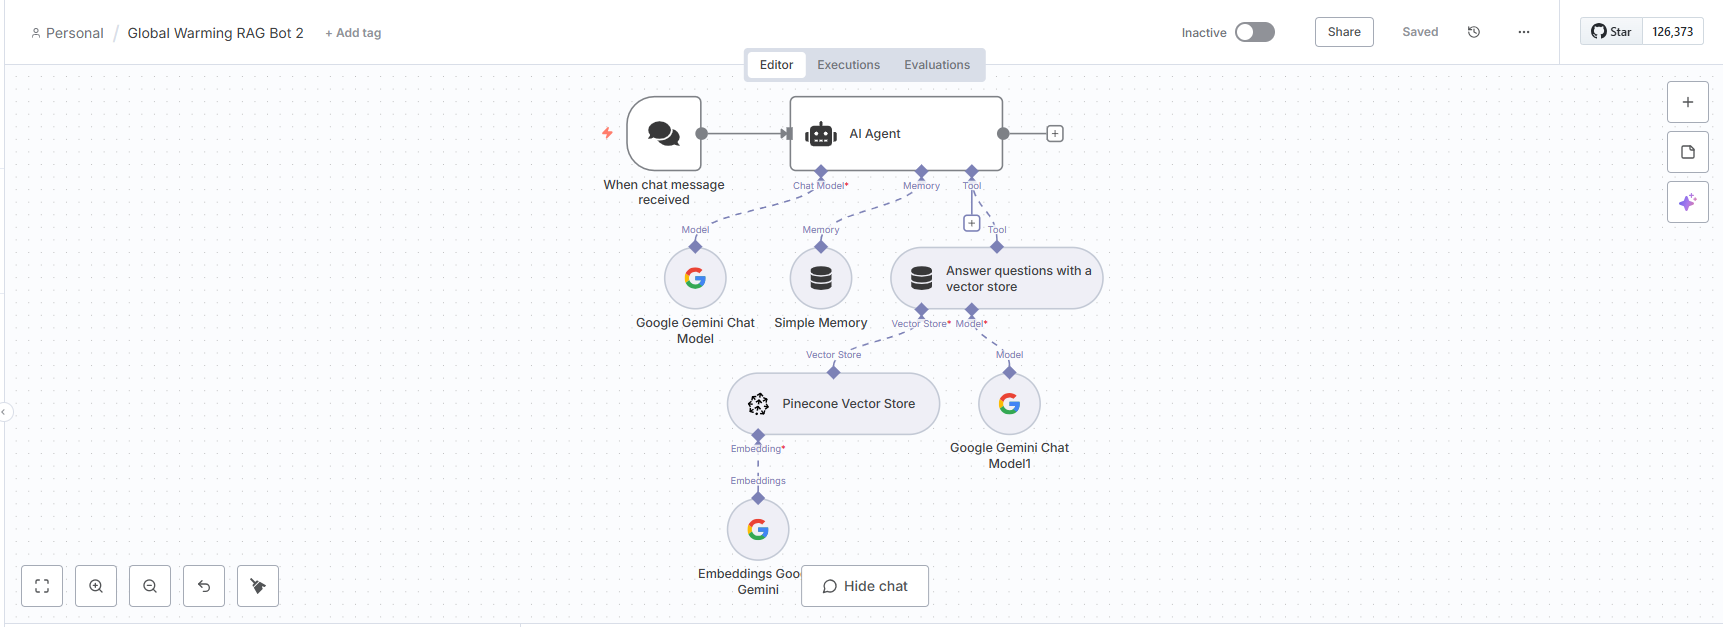 Personal / Global Warming RAG Bot 2 + Add tag
Inactive
Share
Saved
...
Star 126,373
Editor Executions Evaluations
AI Agent
When chat message
received
Chat Model*
Memory
Tool
Model
Memory
Tool
Answer questions with a
vector store
Google Gemini Chat
Model
Simple Memory
Vector Store*
Model*
Vector Store
Model
Pinecone Vector Store
Embedding*
Google Gemini Chat
Model1
Embeddings
Embeddings Goo
Gemini
Hide chat